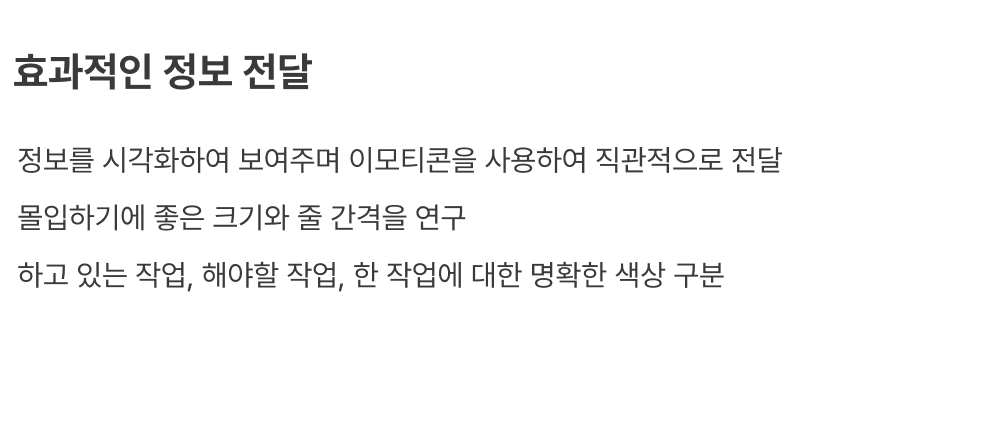 효과적인 정보 전달
정보를 시각화하여 보여주며 이모티콘을 사용하여 직관적으로 전달
몰입하기에 좋은 크기와 줄 간격을 연구
하고 있는 작업, 해야할 작업, 한 작업에 대한 명확한 색상 구분